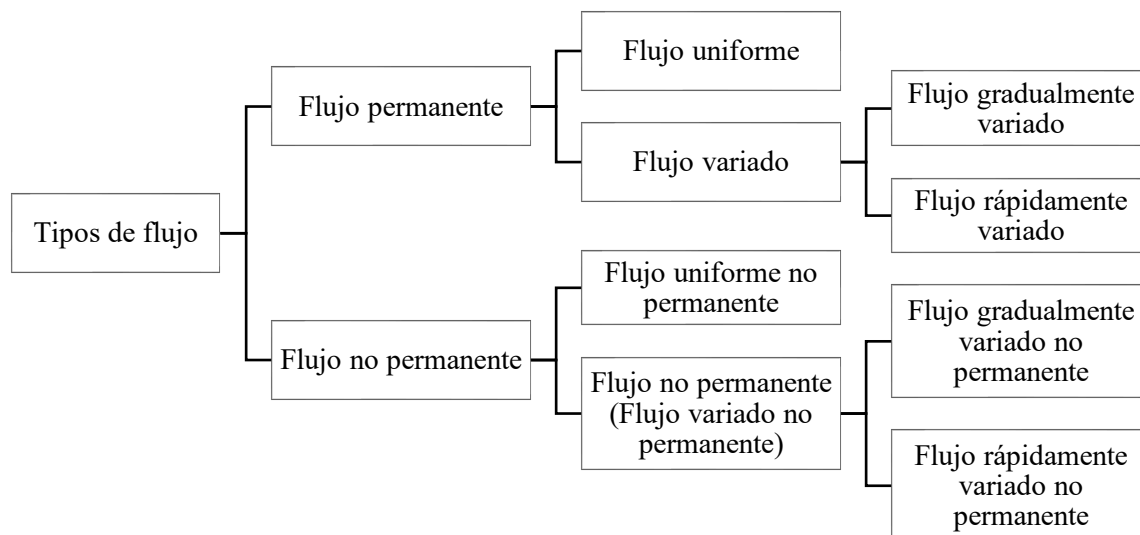 Tipos de flujo
Flujo permanente
Flujo uniforme
Flujo variado
Flujo gradualmente
variado
Flujo rápidamente
variado
Flujo no permanente
Flujo uniforme no
permanente
Flujo no permanente
(Flujo variado no
permanente)
Flujo gradualmente
variado no
permanente
Flujo rápidamente
variado no
permanente